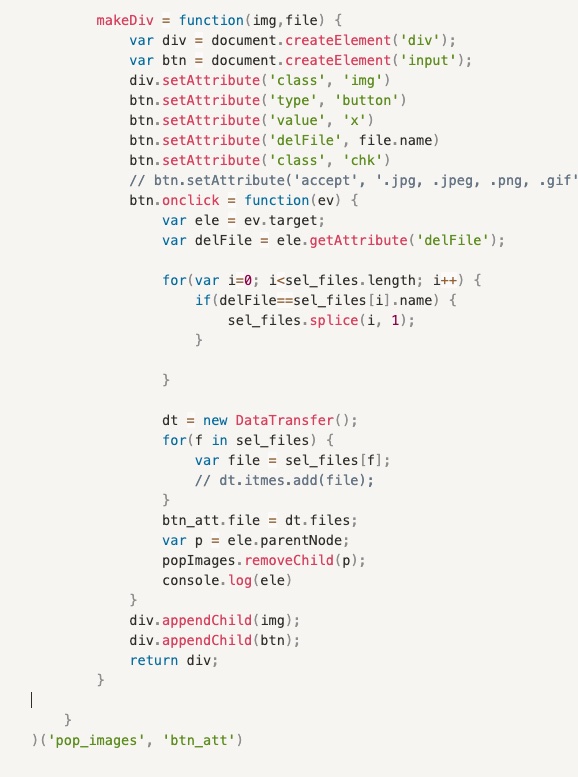 makeDiv = function(img,file) {
var div = document.createElement('div');
var btn = document.createElement('input');
div.setAttribute('class', 'img')
btn.setAttribute('type', 'button')
btn.setAttribute('value', 'x')
btn.setAttribute('delFile', file.name)
btn.setAttribute('class', 'chk')
// btn.setAttribute('accept', '.jpg, .jpeg, .png, .gif'
btn.onclick = function(ev) {
var ele = ev.target;
var delFile = ele.getAttribute('delFile');
for(var i=0; i<sel_files.length; i++) {
if(delFile==sel_files[i].name) {
sel_files.splice(i, 1);
}
}
dt = new DataTransfer();
for(f in sel_files) {
var file = sel_files[f];
// dt.itmes.add(file);
}
btn_att.file = dt.files;
var p = ele.parentNode;
popImages.removeChild(p);
console.log(ele)
}
div.appendChild(img);
div.appendChild(btn);
return div;
}
}
)('pop_images', 'btn_att')